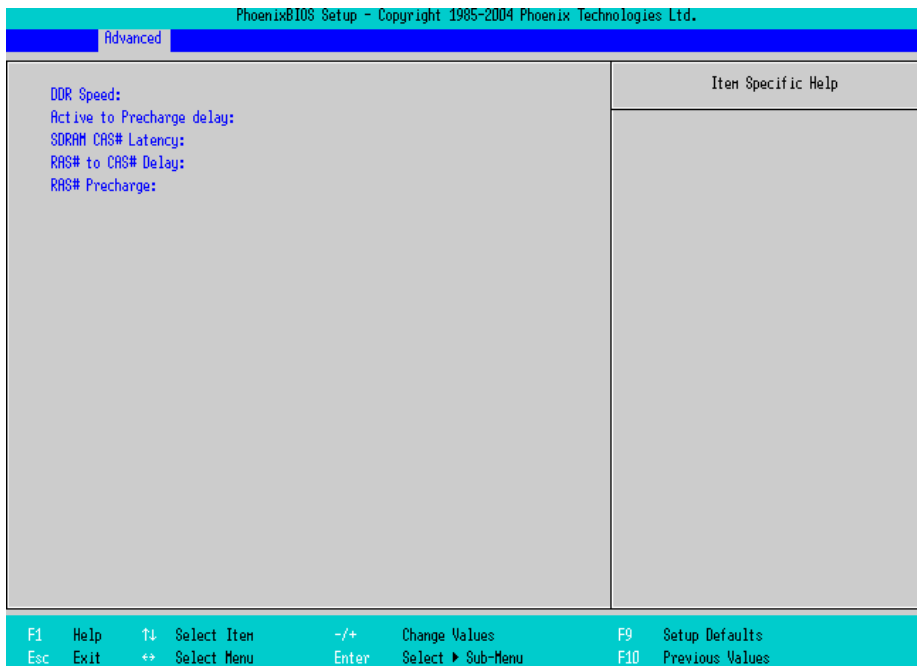 PhoenixBIOS Setup - Copyright 1985-2004 Phoenix Technologies Ltd.
Advanced
DDR Speed:
Active to Precharge delay:
SDRAM CAS# Latency:
RAS# to CAS# Delay:
RAS# Precharge:
Item Specific Help
F1 Help ↑↓ Select Item -/+ Change Values F9 Setup Defaults
Esc Exit ↔ Select Menu Enter Select ▶ Sub-Menu F10 Previous Values